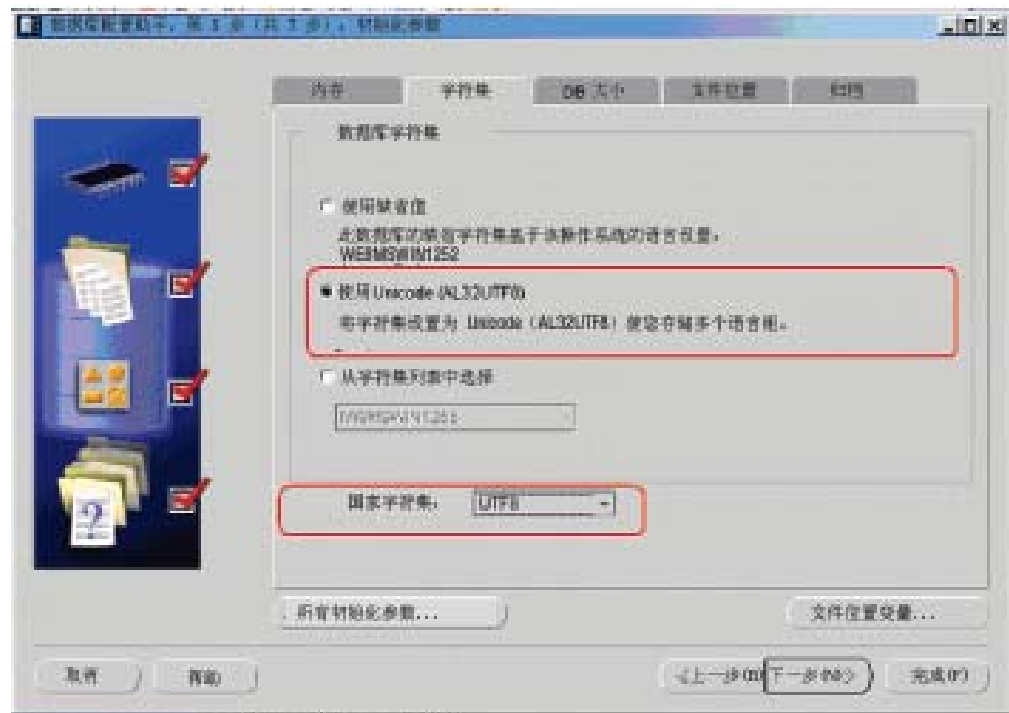 数据库配置助手, 第 5 步 (共 7 步) : 初始化参数
内存 字符集 DB 大小 文件位置 归档
数据库字符集
使用缺省值
此数据库的缺省字符集基于该操作系统的语言设置:
WE8MSWIN1252
使用 Unicode (AL32UTF8)
将字符集设置为 Unicode (AL32UTF8) 使您存储多个语言组。
从字符集列表中选择
国家字符集: UTF8
所有初始化参数... 文件位置变量...
取消 帮助 上一步 下一步(N) 完成(F)